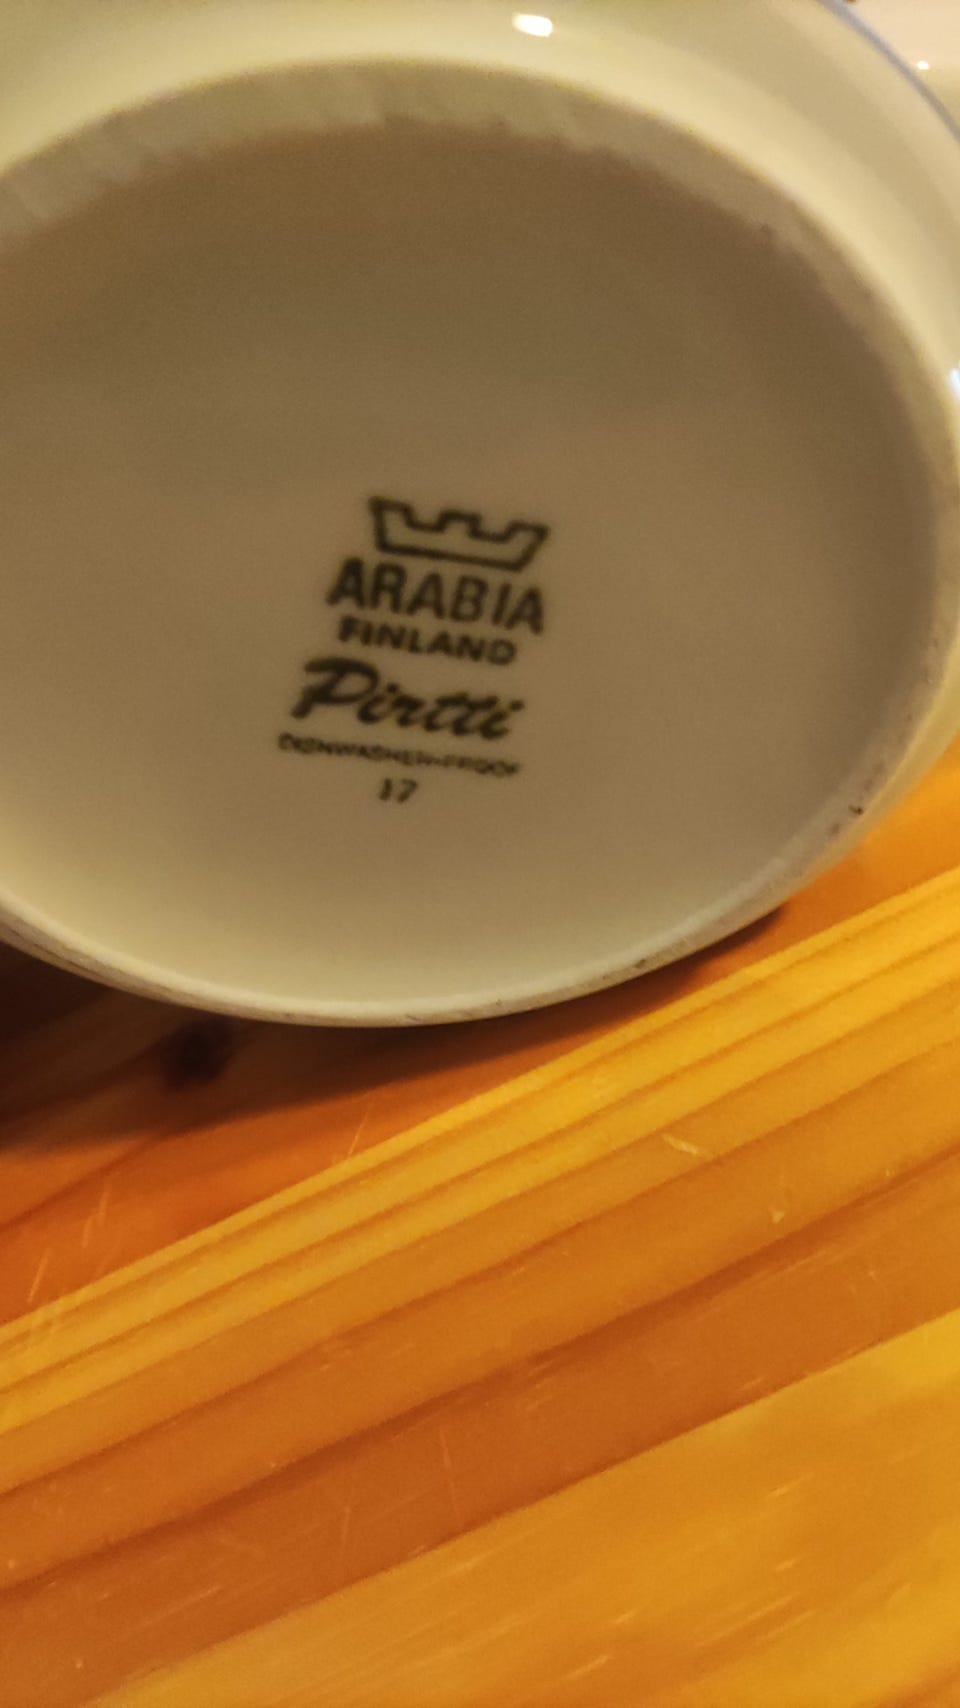 ARABIA
FINLAND
Pirtti
DISHWASHER-PROOF
17